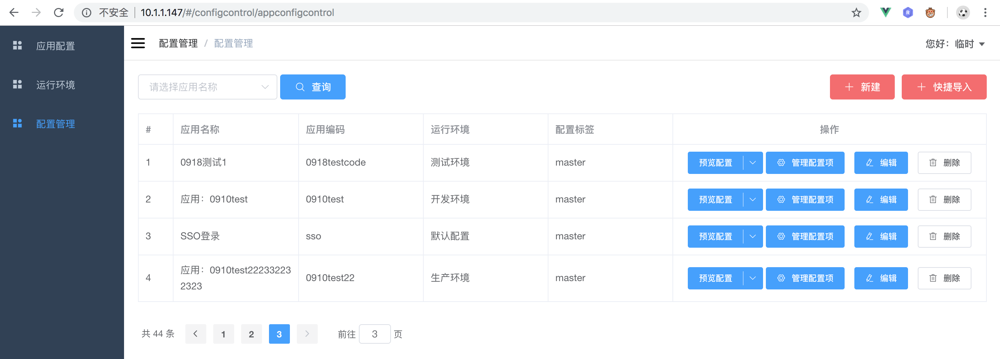 不安全 10.1.1.147/#/configcontrol/appconfigcontrol
R
应用配置
运行环境
配置管理
配置管理 / 配置管理
您好：临时
请选择应用名称
查询
新建
快捷导入
# 应用名称 应用编码 运行环境 配置标签 操作
1 0918测试1 0918testcode 测试环境 master 预览配置 管理配置项 编辑 删除
2 应用：0910test 0910test 开发环境 master 预览配置 管理配置项 编辑 删除
3 SSO登录 sso 默认配置 master 预览配置 管理配置项 编辑 删除
4 应用：0910test22233223
2323 0910test22 生产环境 master 预览配置 管理配置项 编辑 删除
共 44 条 1 2 3 前往 3 页